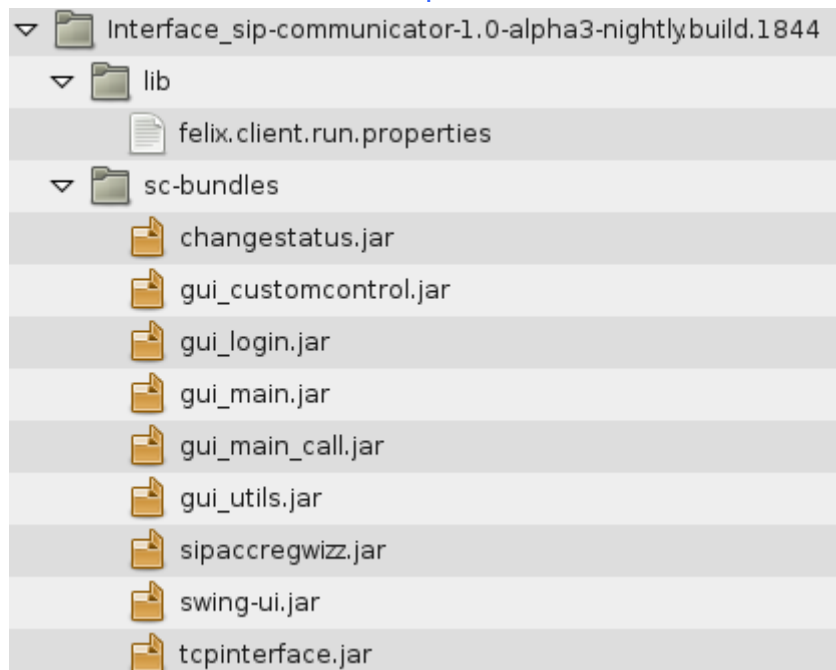 Interface_sip-communicator-1.0-alpha3-nightly.build.1844
lib
felix.client.run.properties
sc-bundles
changestatus.jar
gui_customcontrol.jar
gui_login.jar
gui_main.jar
gui_main_call.jar
gui_utils.jar
sipaccregwizz.jar
swing-ui.jar
tcpinterface.jar